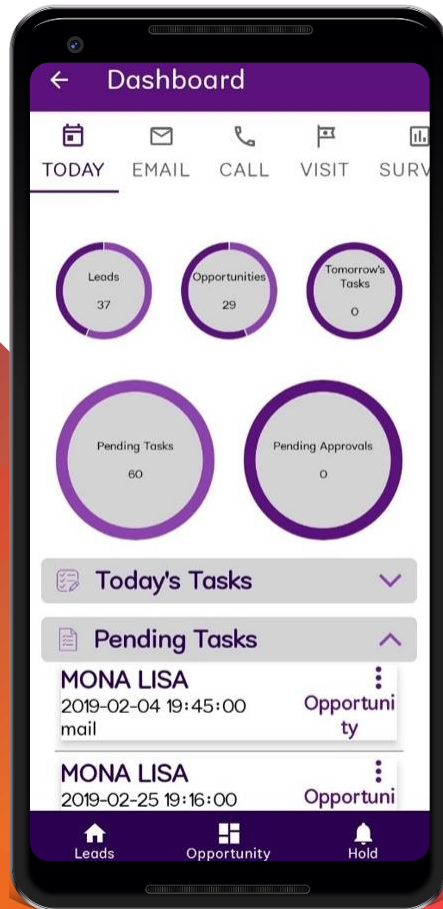 Dashboard
TODAY
EMAIL
CALL
VISIT
SURV
Leads
37
Opportunities
29
Tomorrow's
Tasks
0
Pending Tasks
60
Pending Approvals
0
Today's Tasks
Pending Tasks
MONA LISA
2019-02-04 19:45:00
mail
Opportuni
ty
MONA LISA
2019-02-25 19:16:00
Opportuni
Leads
Opportunity
Hold